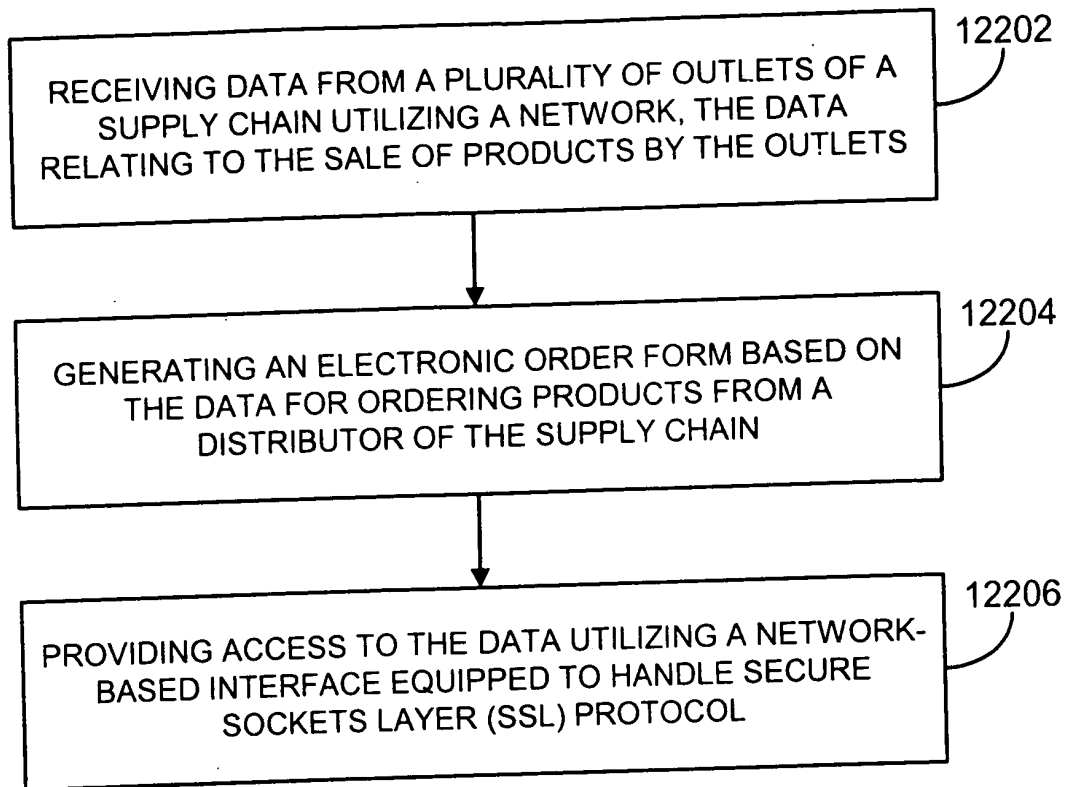 12202
RECEIVING DATA FROM A PLURALITY OF OUTLETS OF A
SUPPLY CHAIN UTILIZING A NETWORK, THE DATA
RELATING TO THE SALE OF PRODUCTS BY THE OUTLETS
12204
GENERATING AN ELECTRONIC ORDER FORM BASED ON
THE DATA FOR ORDERING PRODUCTS FROM A
DISTRIBUTOR OF THE SUPPLY CHAIN
12206
PROVIDING ACCESS TO THE DATA UTILIZING A NETWORK-
BASED INTERFACE EQUIPPED TO HANDLE SECURE
SOCKETS LAYER (SSL) PROTOCOL